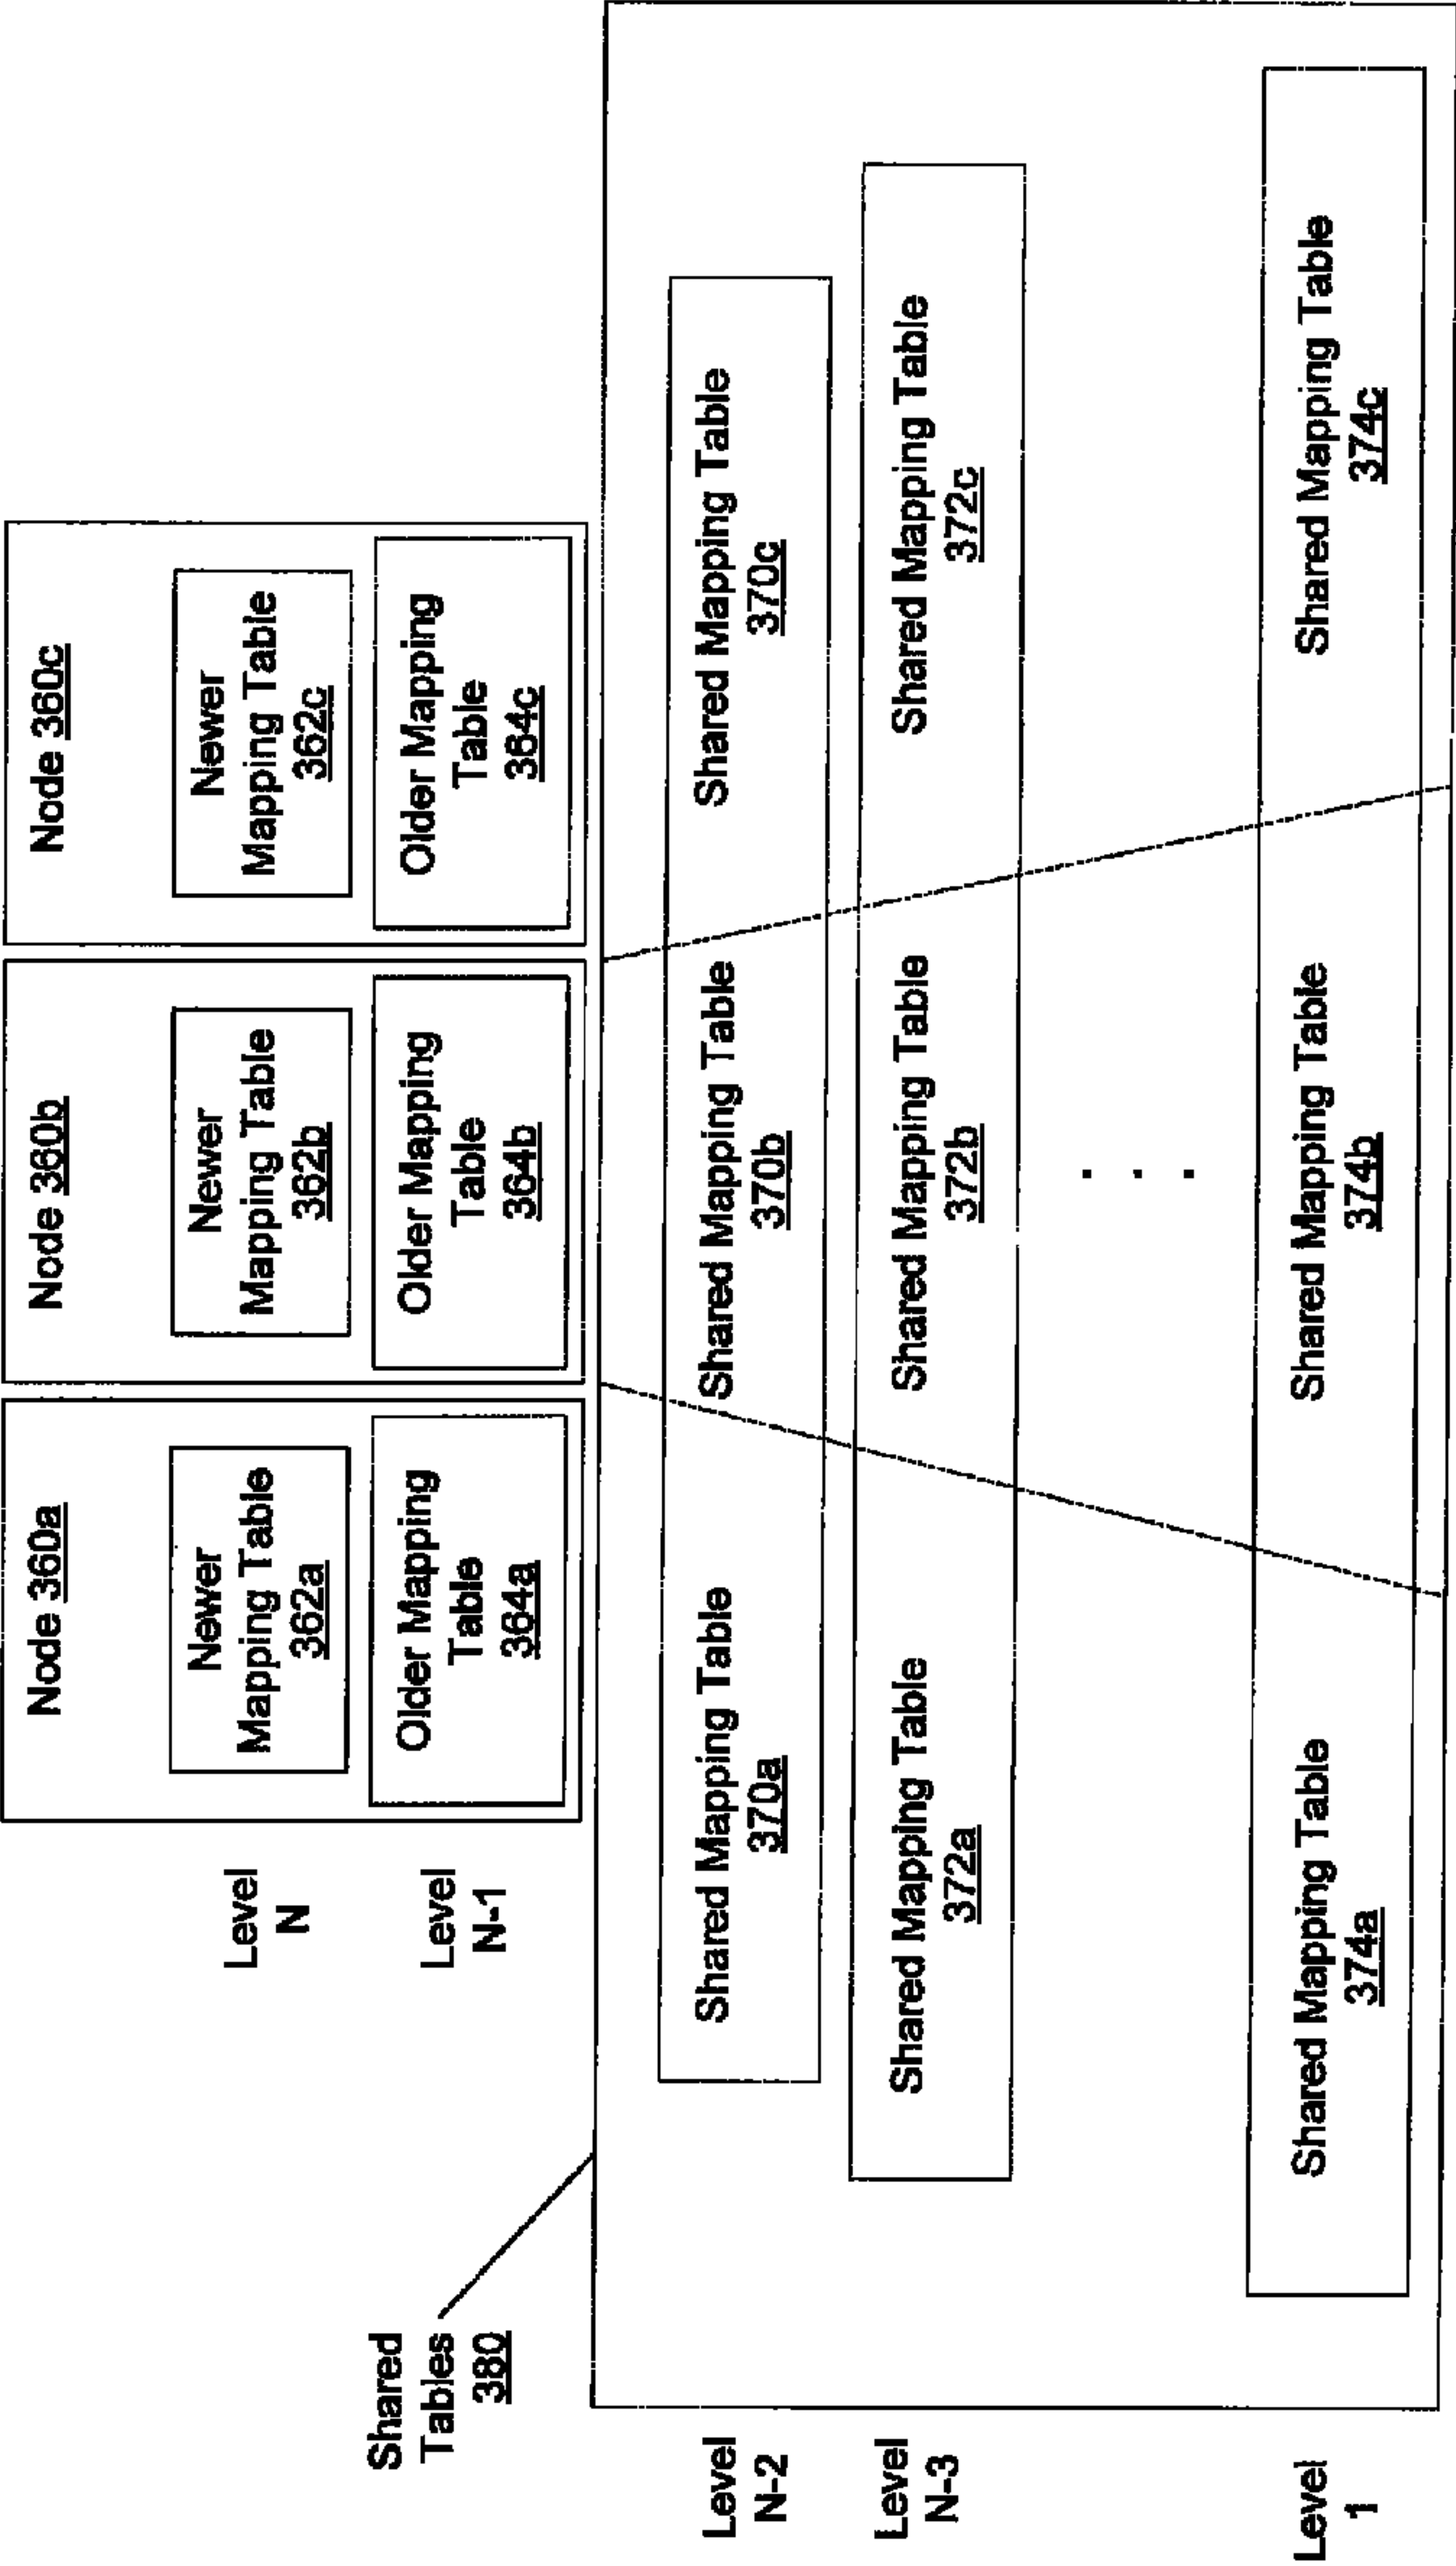 Node 360a
Node 360b
Node 360c
Level
N
Newer
Mapping Table
362a
Newer
Mapping Table
362b
Newer
Mapping Table
362c
Level
N-1
Older Mapping
Table
364a
Older Mapping
Table
364b
Older Mapping
Table
364c
Shared
Tables
380
Level
N-2
Shared Mapping Table
370a
Shared Mapping Table
370b
Shared Mapping Table
370c
Level
N-3
Shared Mapping Table
372a
Shared Mapping Table
372b
Shared Mapping Table
372c
. . .
Level
1
Shared Mapping Table
374a
Shared Mapping Table
374b
Shared Mapping Table
374c